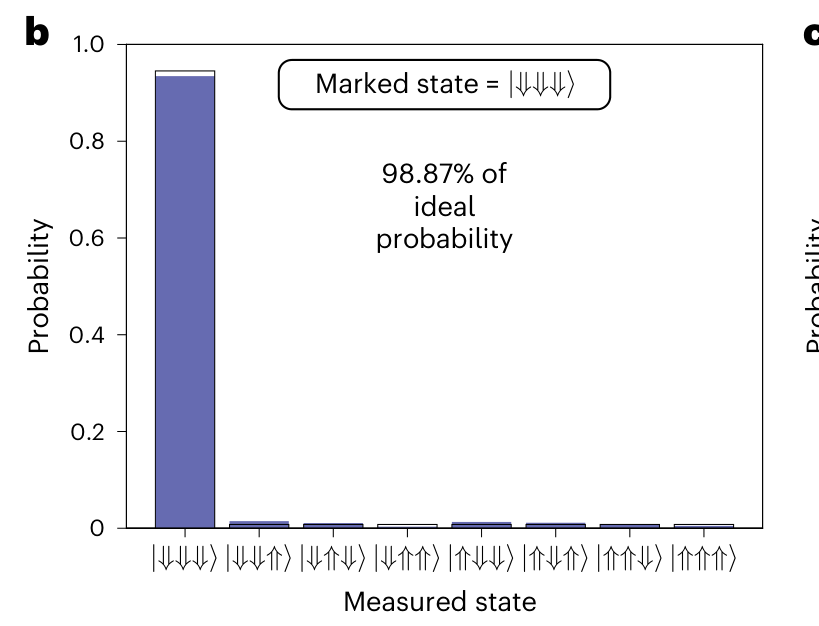 b
c
1.0
Marked state = |⇓⇓⇓⟩
0.8
98.87% of
ideal
0.6
probability
Probability
Probability
0.4
0.2
0
|⇓⇓⇓⟩ |⇓⇓⇑⟩ |⇓⇑⇓⟩ |⇓⇑⇑⟩ |⇑⇓⇓⟩ |⇑⇓⇑⟩ |⇑⇑⇓⟩ |⇑⇑⇑⟩
Measured state